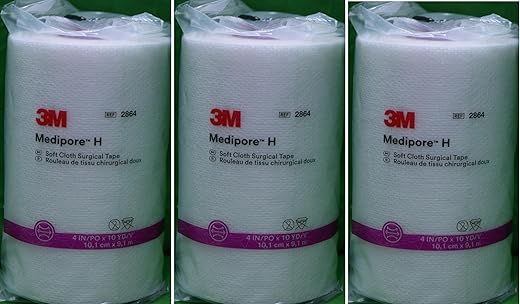 3M
REF 2864
Medipore™ H
Soft Cloth Surgical Tape
Rouleau de tissu chirurgical doux
4 IN/PO x 10 YD/V
10,1 cm x 9,1 m
3M
REF 2864
Medipore™ H
Soft Cloth Surgical Tape
Rouleau de tissu chirurgical doux
4 IN/PO x 10 YD/V
10,1 cm x 9,1 m
3M
REF 2864
Medipore™ H
Soft Cloth Surgical Tape
Rouleau de tissu chirurgical doux
4 IN/PO x 10 YD/V
10,1 cm x 9,1 m